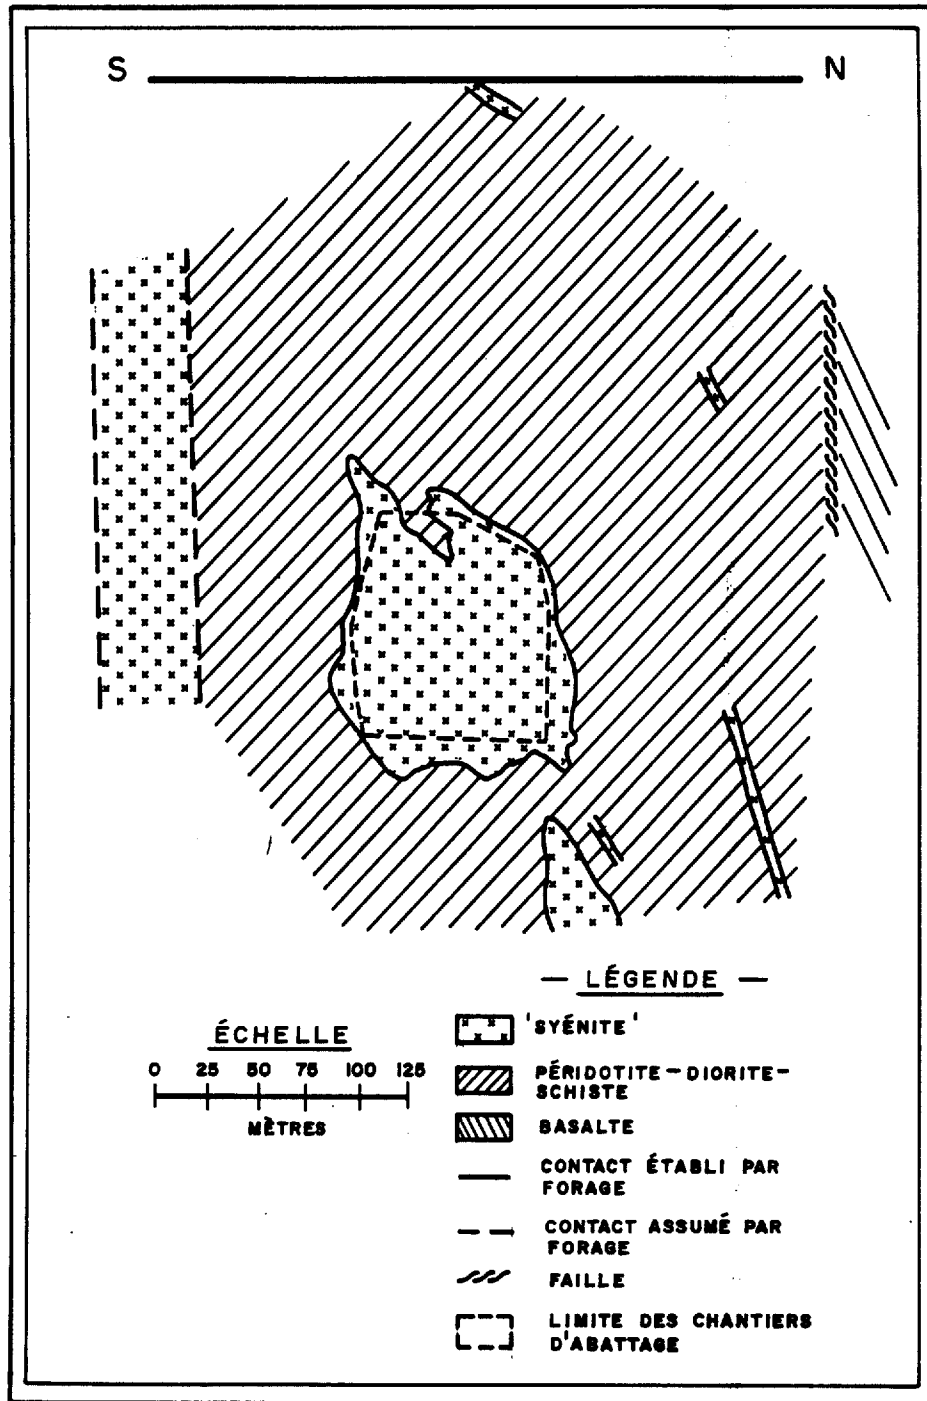 S N
— LÉGENDE —
'SYÉNITE'
PÉRIDOTITE—DIORITE—
SCHISTE
BASALTE
CONTACT ÉTABLI PAR
FORAGE
CONTACT ASSUMÉ PAR
FORAGE
FAILLE
LIMITE DES CHANTIERS
D'ABATTAGE
ÉCHELLE
0 25 50 75 100 125
MÈTRES